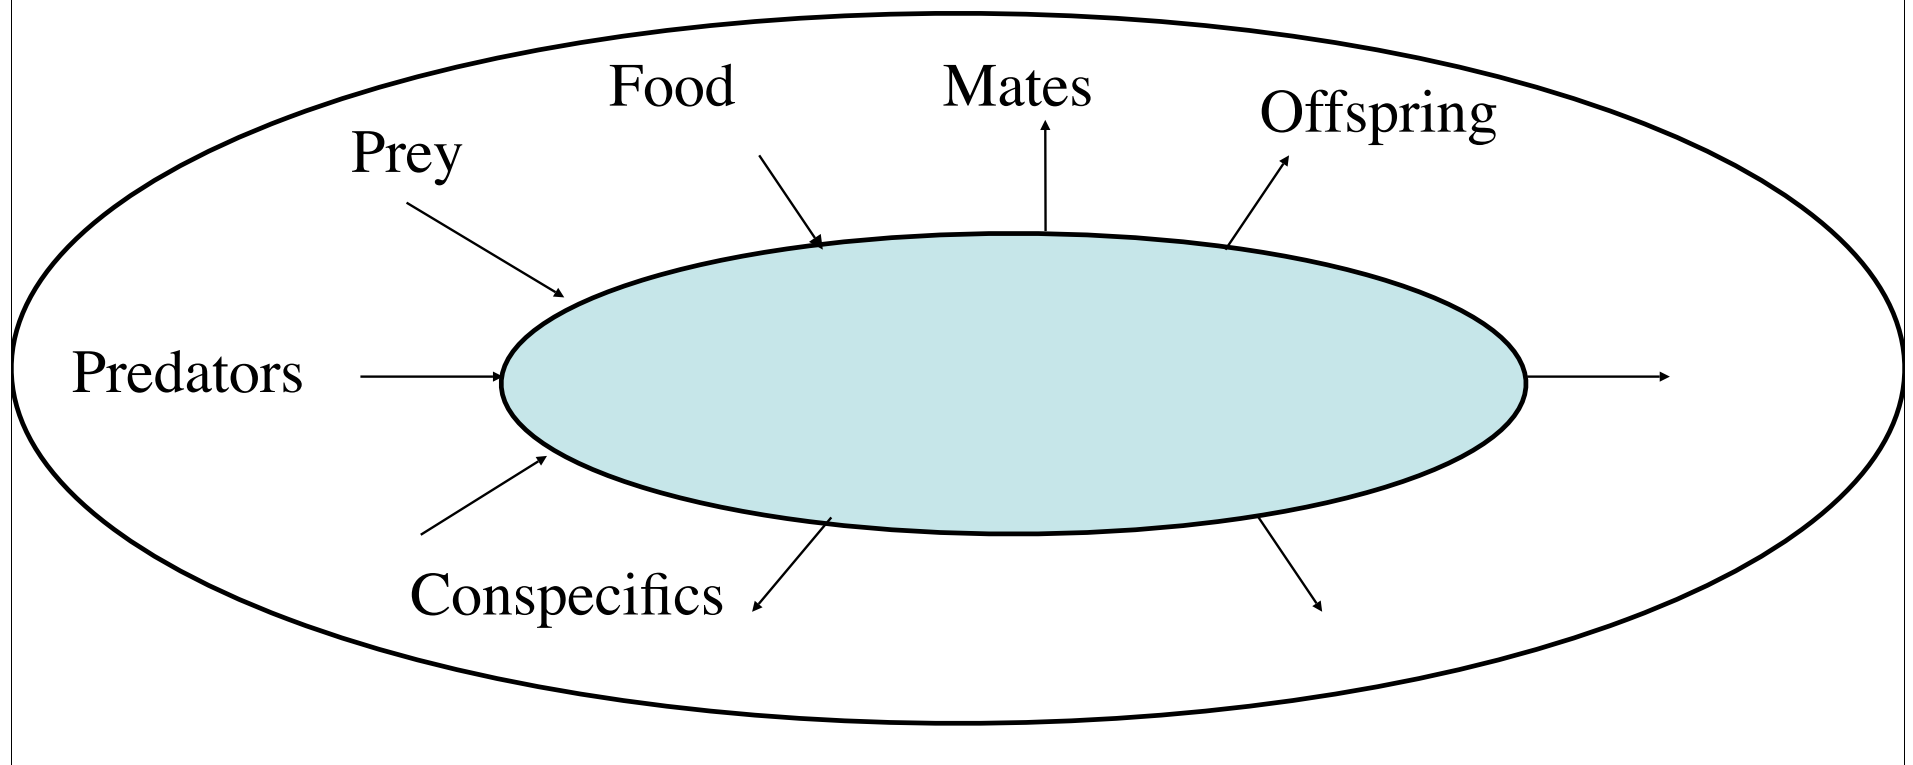 Food
Mates
Offspring
Prey
Predators
Conspecifics